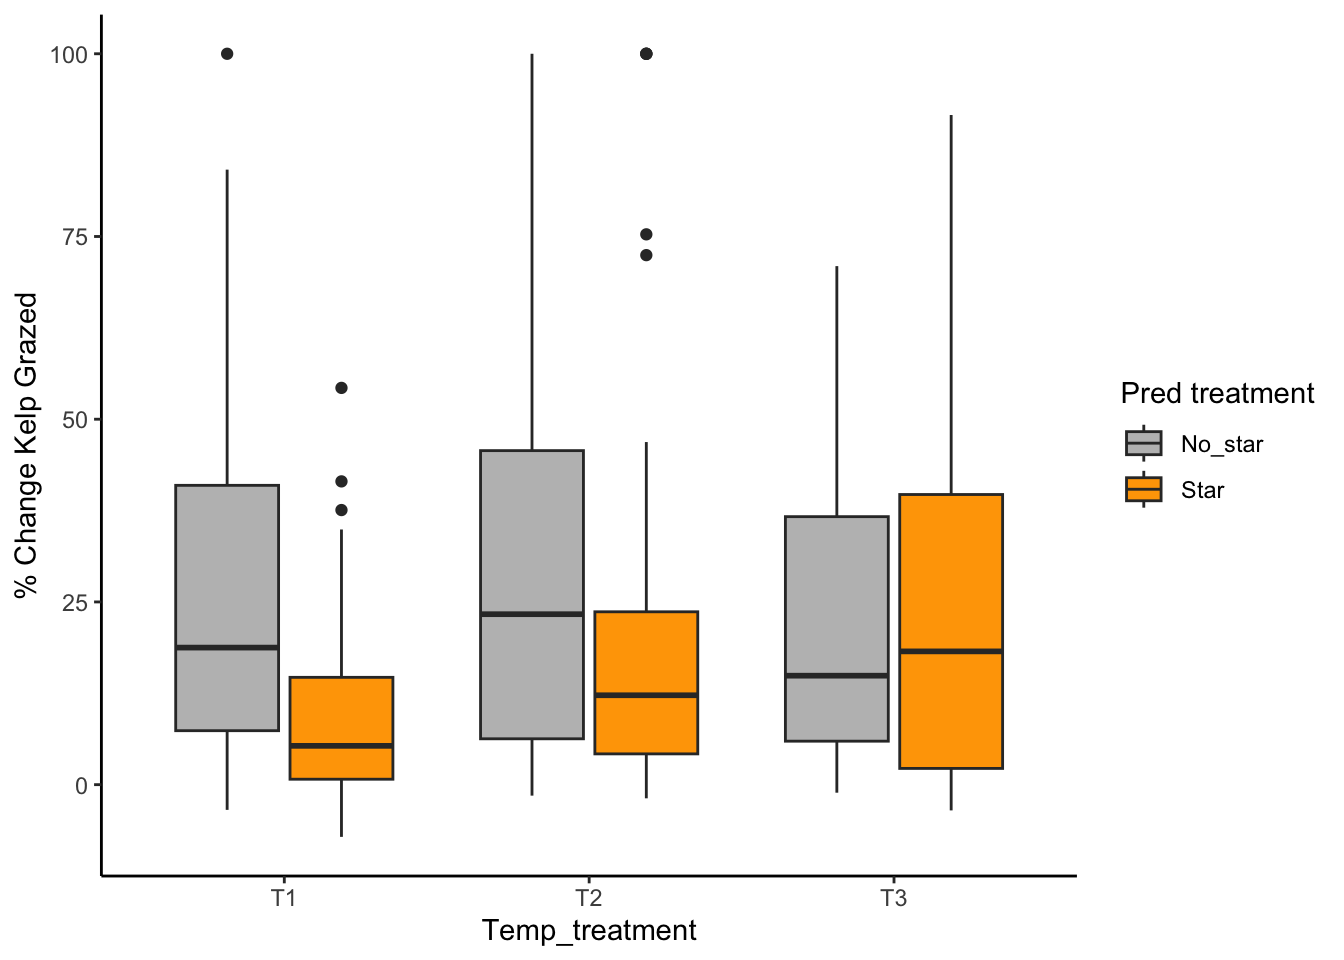 % Change Kelp Grazed
100
75
50
25
0
T1
T2
T3
Temp_treatment
Pred treatment
No_star
Star